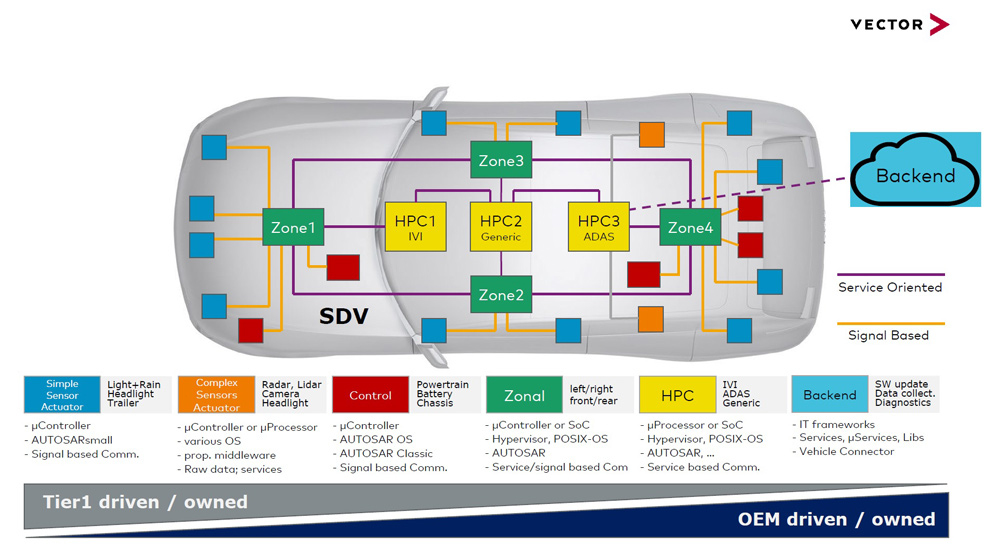 VECTOR
Zone3
Backend
HPC1
IVI
HPC2
Generic
HPC3
ADAS
Zone1
Zone4
Service Oriented
Zone2
SDV
Signal Based
Simple
Sensor
Actuator
Light+Rain
Headlight
Trailer
- µController
- AUTOSARsmall
- Signal based Comm.
Complex
Sensors
Actuator
Radar, Lidar
Camera
Headlight
- µController or µProcessor
- various OS
- prop. middleware
- Raw data; services
Control
Powertrain
Battery
Chassis
- µController
- AUTOSAR OS
- AUTOSAR Classic
- Signal based Comm.
Zonal
left/right
front/rear
- µController or SoC
- Hypervisor, POSIX-OS
- AUTOSAR
- Service/signal based Com
HPC
IVI
ADAS
Generic
- µProcessor or SoC
- Hypervisor, POSIX-OS
- AUTOSAR, ...
- Service based Comm.
Backend
SW update
Data collect.
Diagnostics
- IT frameworks
- Services, µServices, Libs
- Vehicle Connector
Tier1 driven / owned
OEM driven / owned